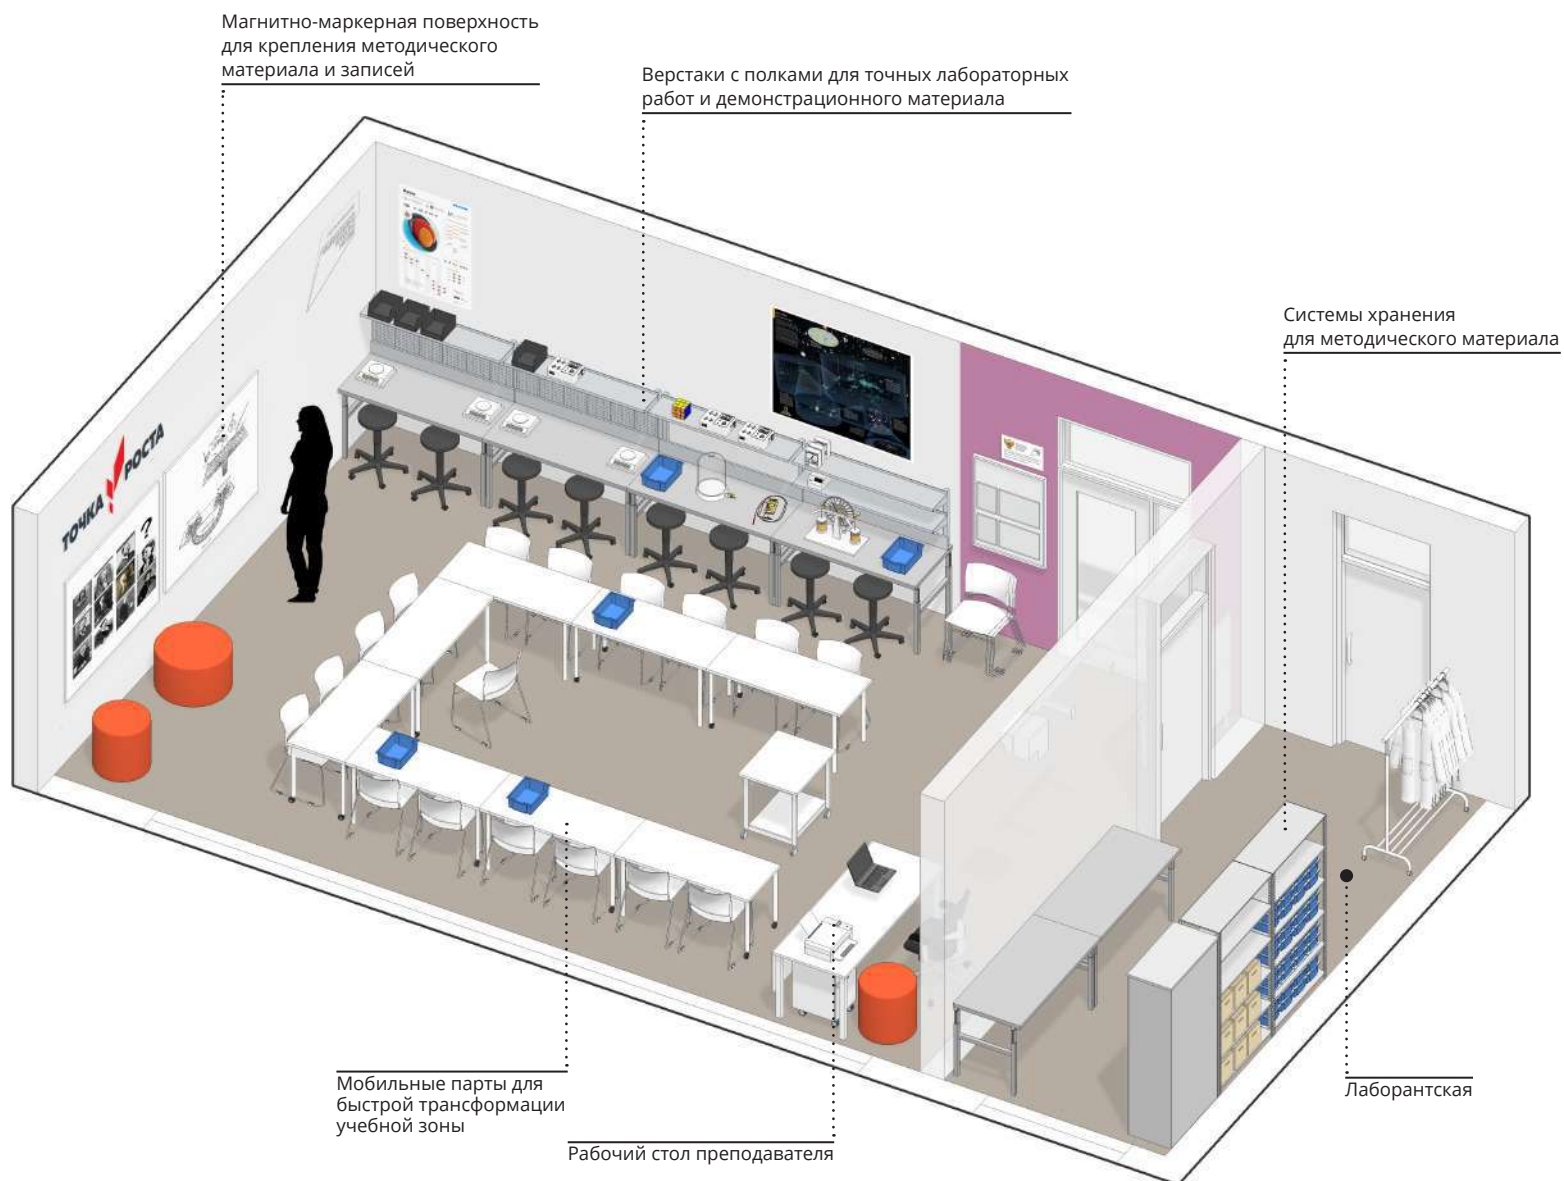 Магнитно-маркерная поверхность
для крепления методического
материала и записей
Верстаки с полками для точных лабораторных
работ и демонстрационного материала
Системы хранения
для методического материала
ТОЧКА РОСТА
?
Мобильные парты для
быстрой трансформации
учебной зоны
Рабочий стол преподавателя
Лаборантская